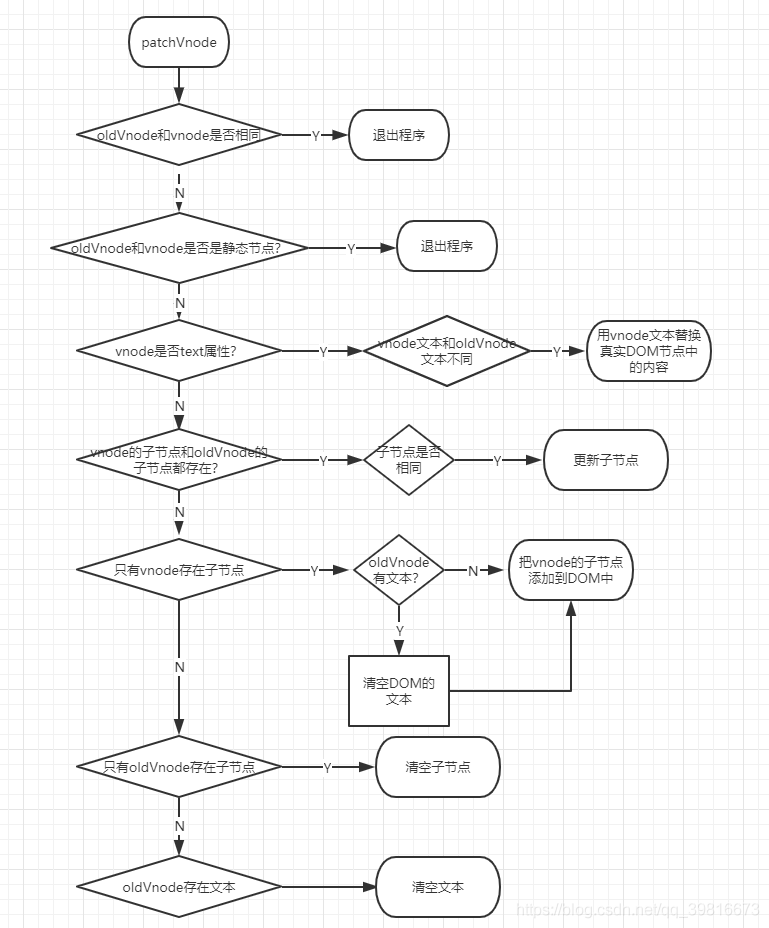 patchVnode
oldVnode和vnode是否相同
Y
退出程序
N
oldVnode和vnode是否是静态节点?
Y
退出程序
N
vnode是否text属性?
Y
vnode文本和oldVnode
文本不同
Y
用vnode文本替换
真实DOM节点中
的内容
N
vnode的子节点和oldVnode的
子节点都存在?
Y
子节点是否
相同
Y
更新子节点
N
只有vnode存在子节点
Y
oldVnode
有文本?
N
把vnode的子节点
添加到DOM中
Y
清空DOM的
文本
N
只有oldVnode存在子节点
Y
清空子节点
N
oldVnode存在文本
清空文本
https://blog.csdn.net/qq_39816673